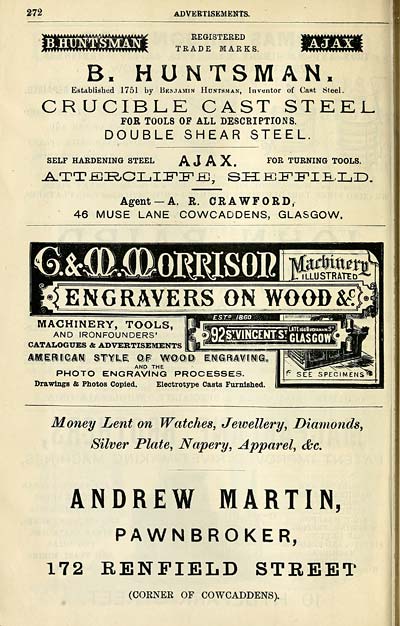 272
ADVERTISEMENTS.
B. HUNTSMAN
REGISTERED
TRADE MARKS.
AJAX
B. HUNTSMAN.
Established 1751 by BENJAMIN HUNTSMAN, Inventor of Cast Steel.
CRUCIBLE CAST STEEL
FOR TOOLS OF ALL DESCRIPTIONS.
DOUBLE SHEAR STEEL.
SELF HARDENING STEEL AJAX. FOR TURNING TOOLS.
ATTERCLIFFE, SHEFFIELD.
Agent — A. R. CRAWFORD,
46 MUSE LANE COWCADDENS, GLASGOW.
G. & M. MORRISON
Machinery
ILLUSTRATED
ENGRAVERS ON WOOD &c
ESTD 1860
MACHINERY, TOOLS,
AND IRONFOUNDERS'
CATALOGUES & ADVERTISEMENTS
92 ST. VINCENT ST
GLASGOW
AMERICAN STYLE OF WOOD ENGRAVING,
AND THE
PHOTO ENGRAVING PROCESSES.
Drawings & Photos Copied. Electrotype Casts Furnished.
SEE SPECIMENS
Money Lent on Watches, Jewellery, Diamonds,
Silver Plate, Napery, Apparel, &c.
ANDREW MARTIN,
PAWNBROKER,
172 RENFIELD STREET
(CORNER OF COWCADDENS).